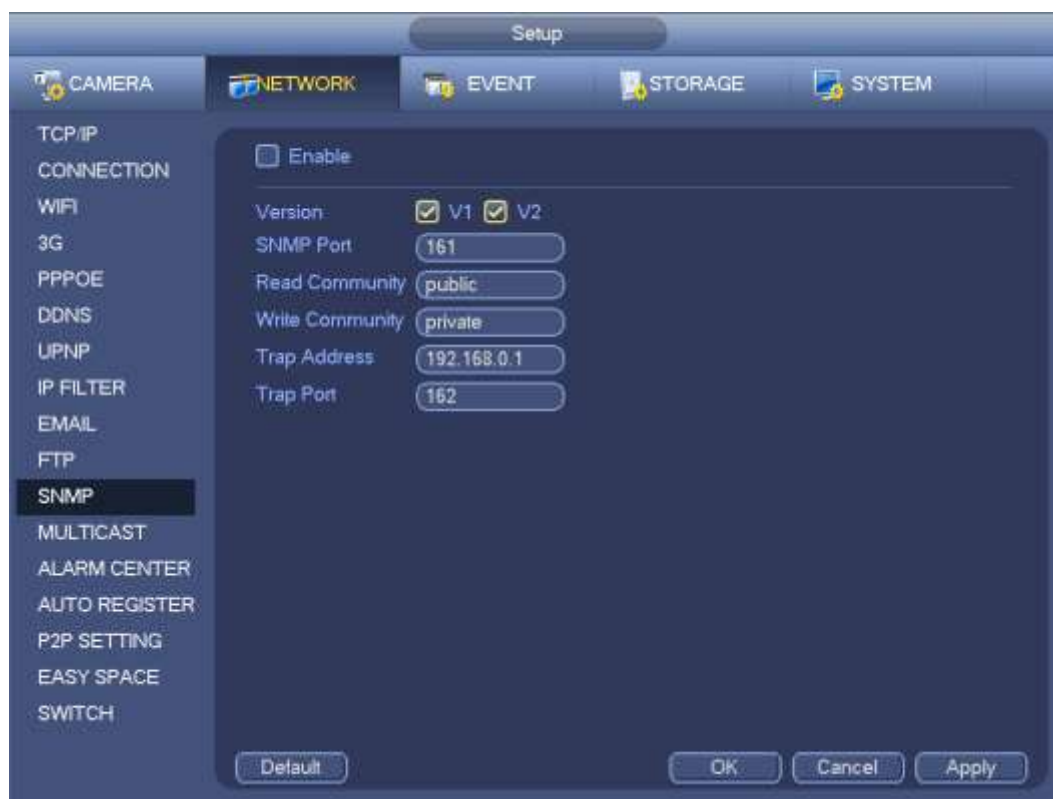 Setup
CAMERA NETWORK EVENT STORAGE SYSTEM
TCP/IP
CONNECTION
WIFI
3G
PPPOE
DDNS
UPNP
IP FILTER
EMAIL
FTP
SNMP
MULTICAST
ALARM CENTER
AUTO REGISTER
P2P SETTING
EASY SPACE
SWITCH
Enable
Version V1 V2
SNMP Port 161
Read Community public
Write Community private
Trap Address 192.168.0.1
Trap Port 162
Default OK Cancel Apply